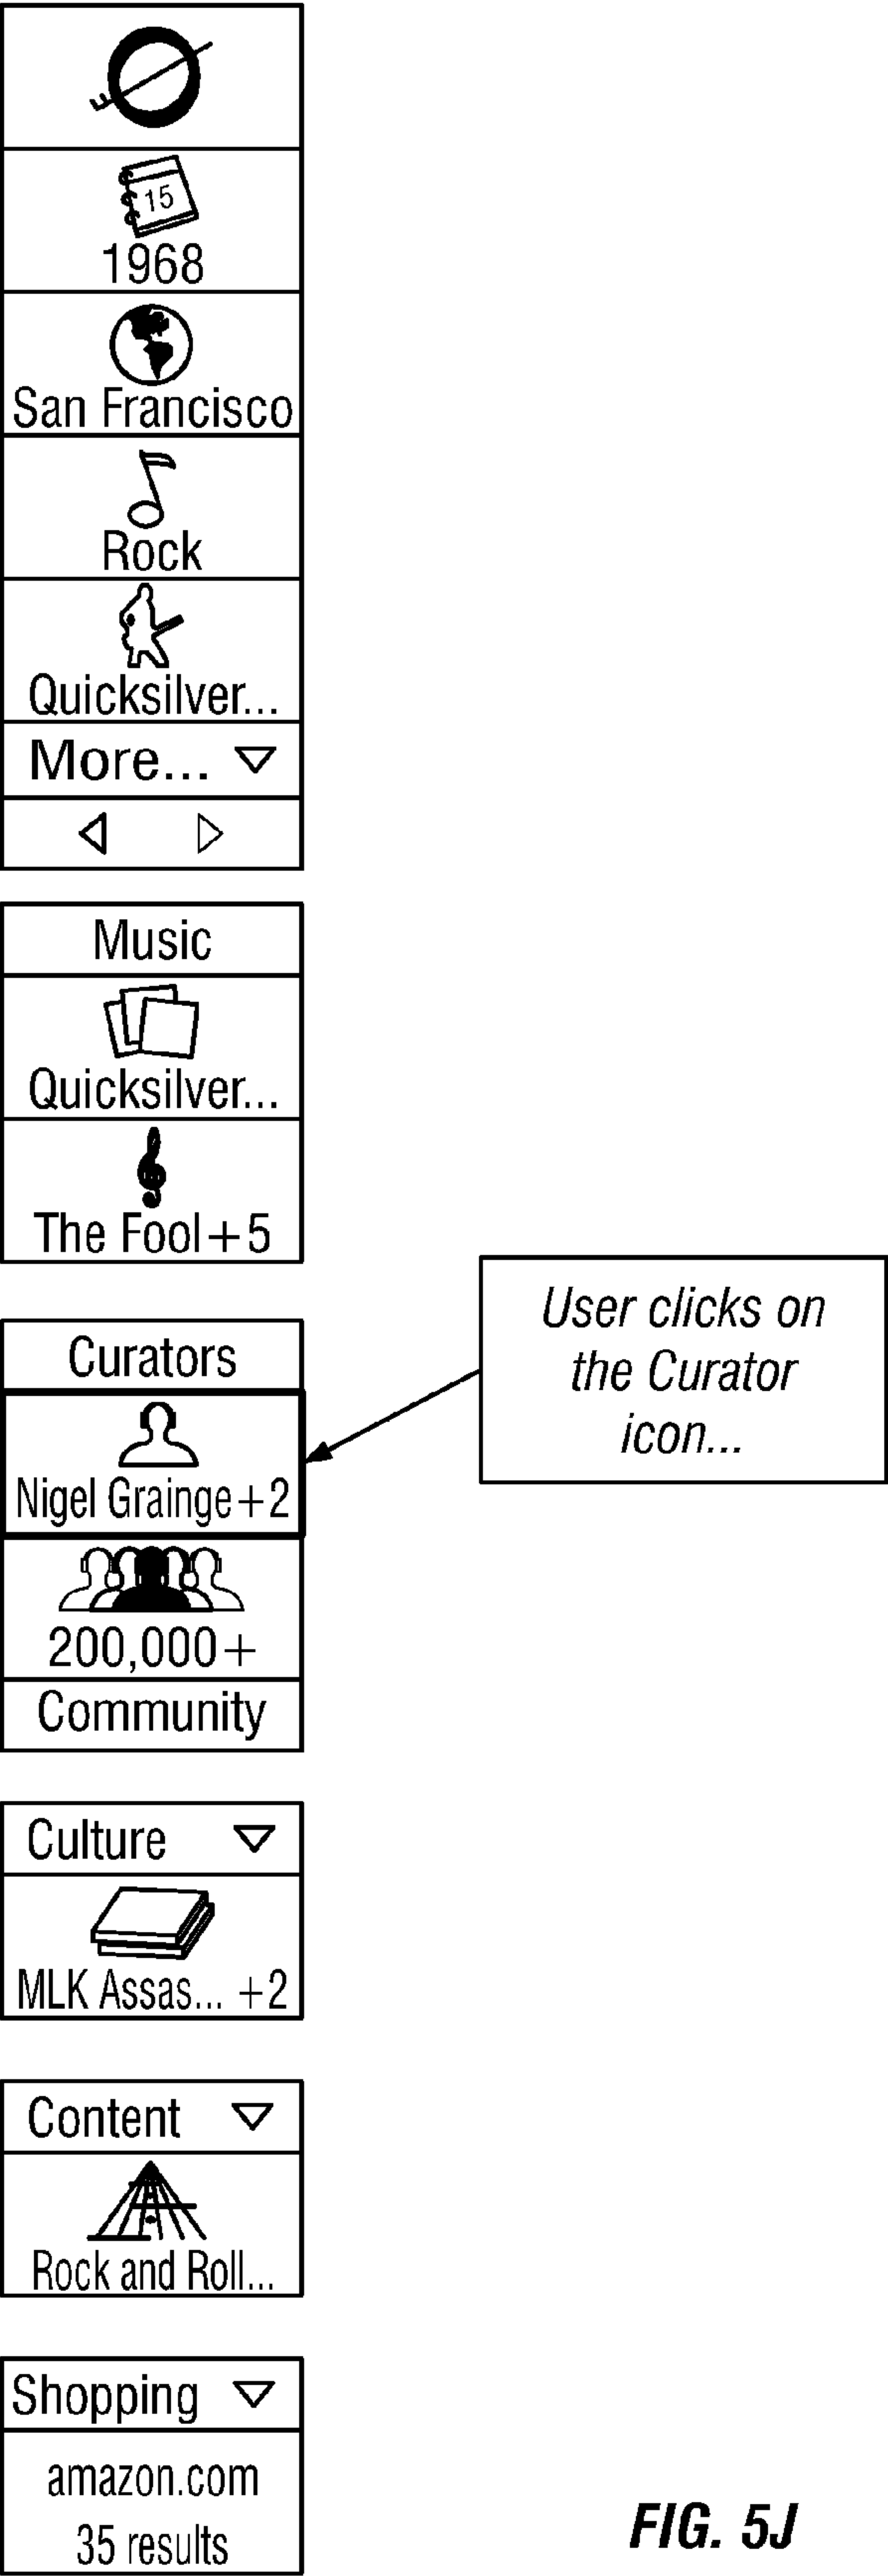 15
1968
San Francisco
Rock
Quicksilver...
More...
Music
Quicksilver...
The Fool+5
Curators
Nigel Grainge+2
200,000+
Community
User clicks on
the Curator
icon...
Culture
MLK Assas... +2
Content
Rock and Roll...
Shopping
amazon.com
35 results
FIG. 5J